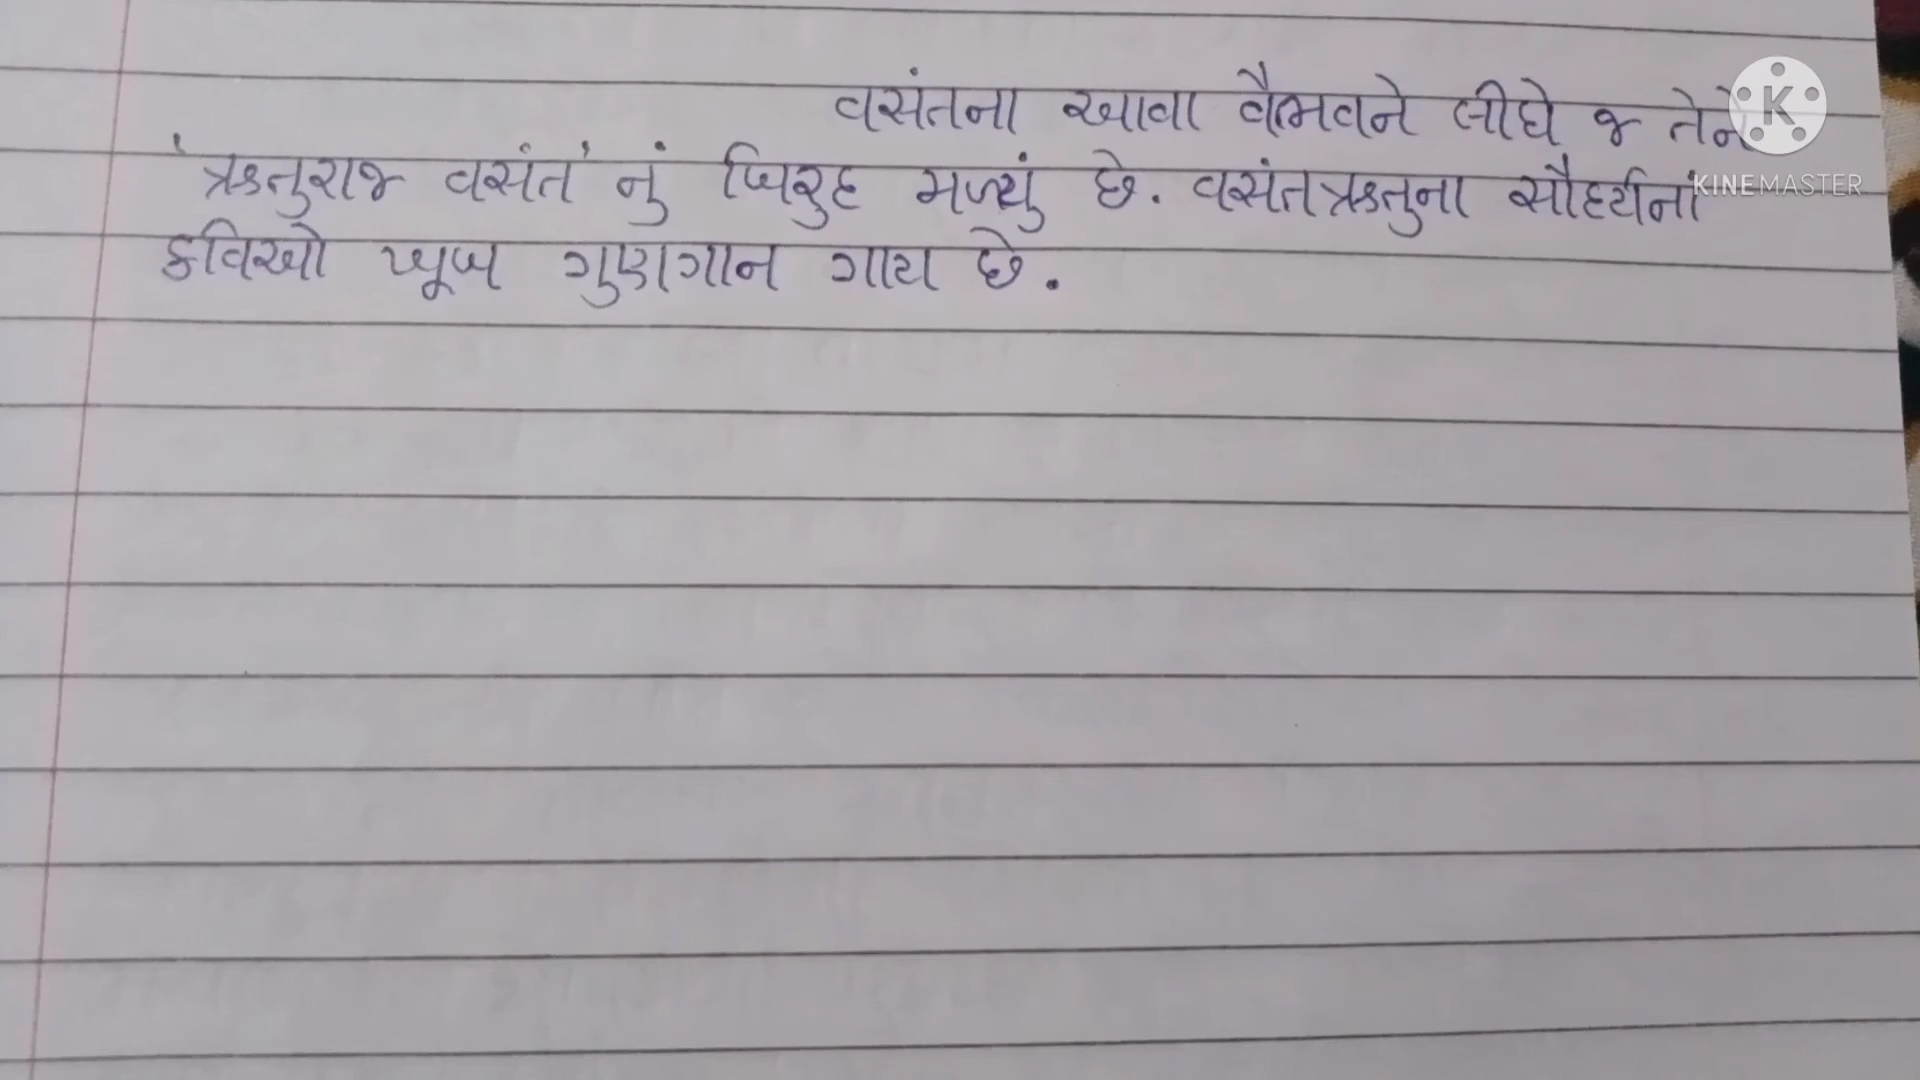 વસંતના આવા વૈભવને લીધે જ તેને
'ઋતુરાજ વસંત' નું બિરુદ મળ્યું છે. વસંતઋતુના સૌદર્યનાં
કવિઓ ખૂબ ગુણગાન ગાય છે.
K
KINEMASTER